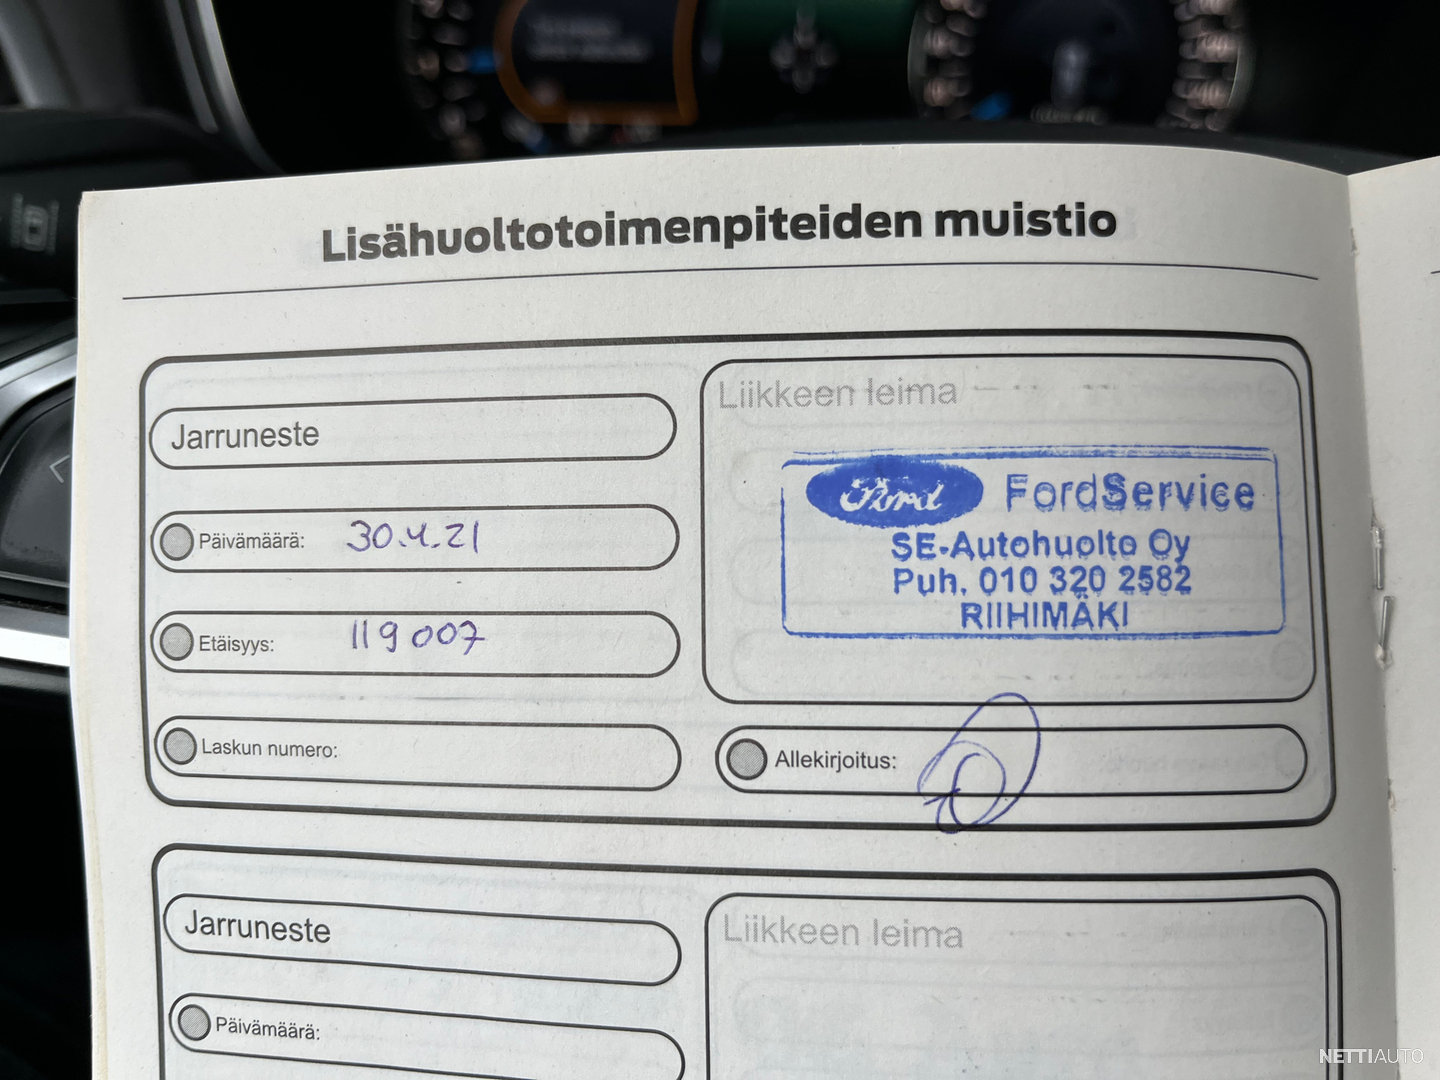 Lisähuoltotoimenpiteiden muistio
Jarruneste
Päivämäärä: 30.4.21
Etäisyys: 119 007
Laskun numero:
Liikkeen leima
Ford FordService
SE-Autohuolto Oy
Puh. 010 320 2582
RIIHIMÄKI
Allekirjoitus:
Jarruneste
Päivämäärä:
Liikkeen leima
NETTIAUTO